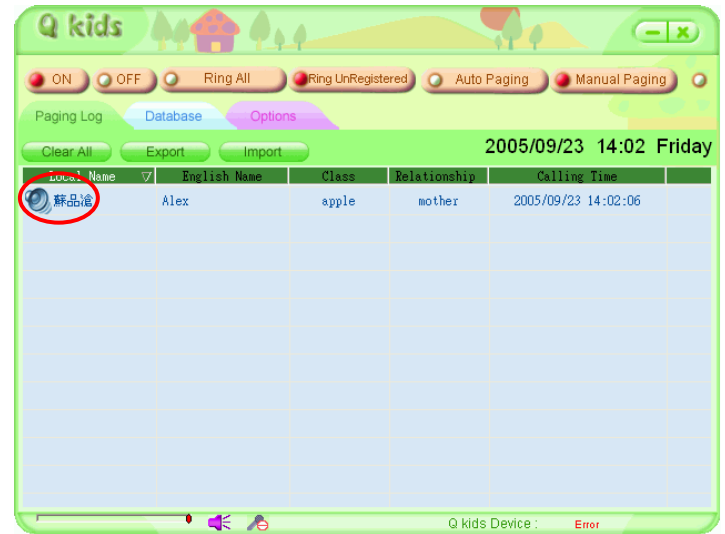 Q kids
ON OFF Ring All Ring UnRegistered Auto Paging Manual Paging
Paging Log Database Options
Clear All Export Import 2005/09/23 14:02 Friday
Local Name English Name Class Relationship Calling Time
蘇品滄 Alex apple mother 2005/09/23 14:02:06
Q kids Device : Error